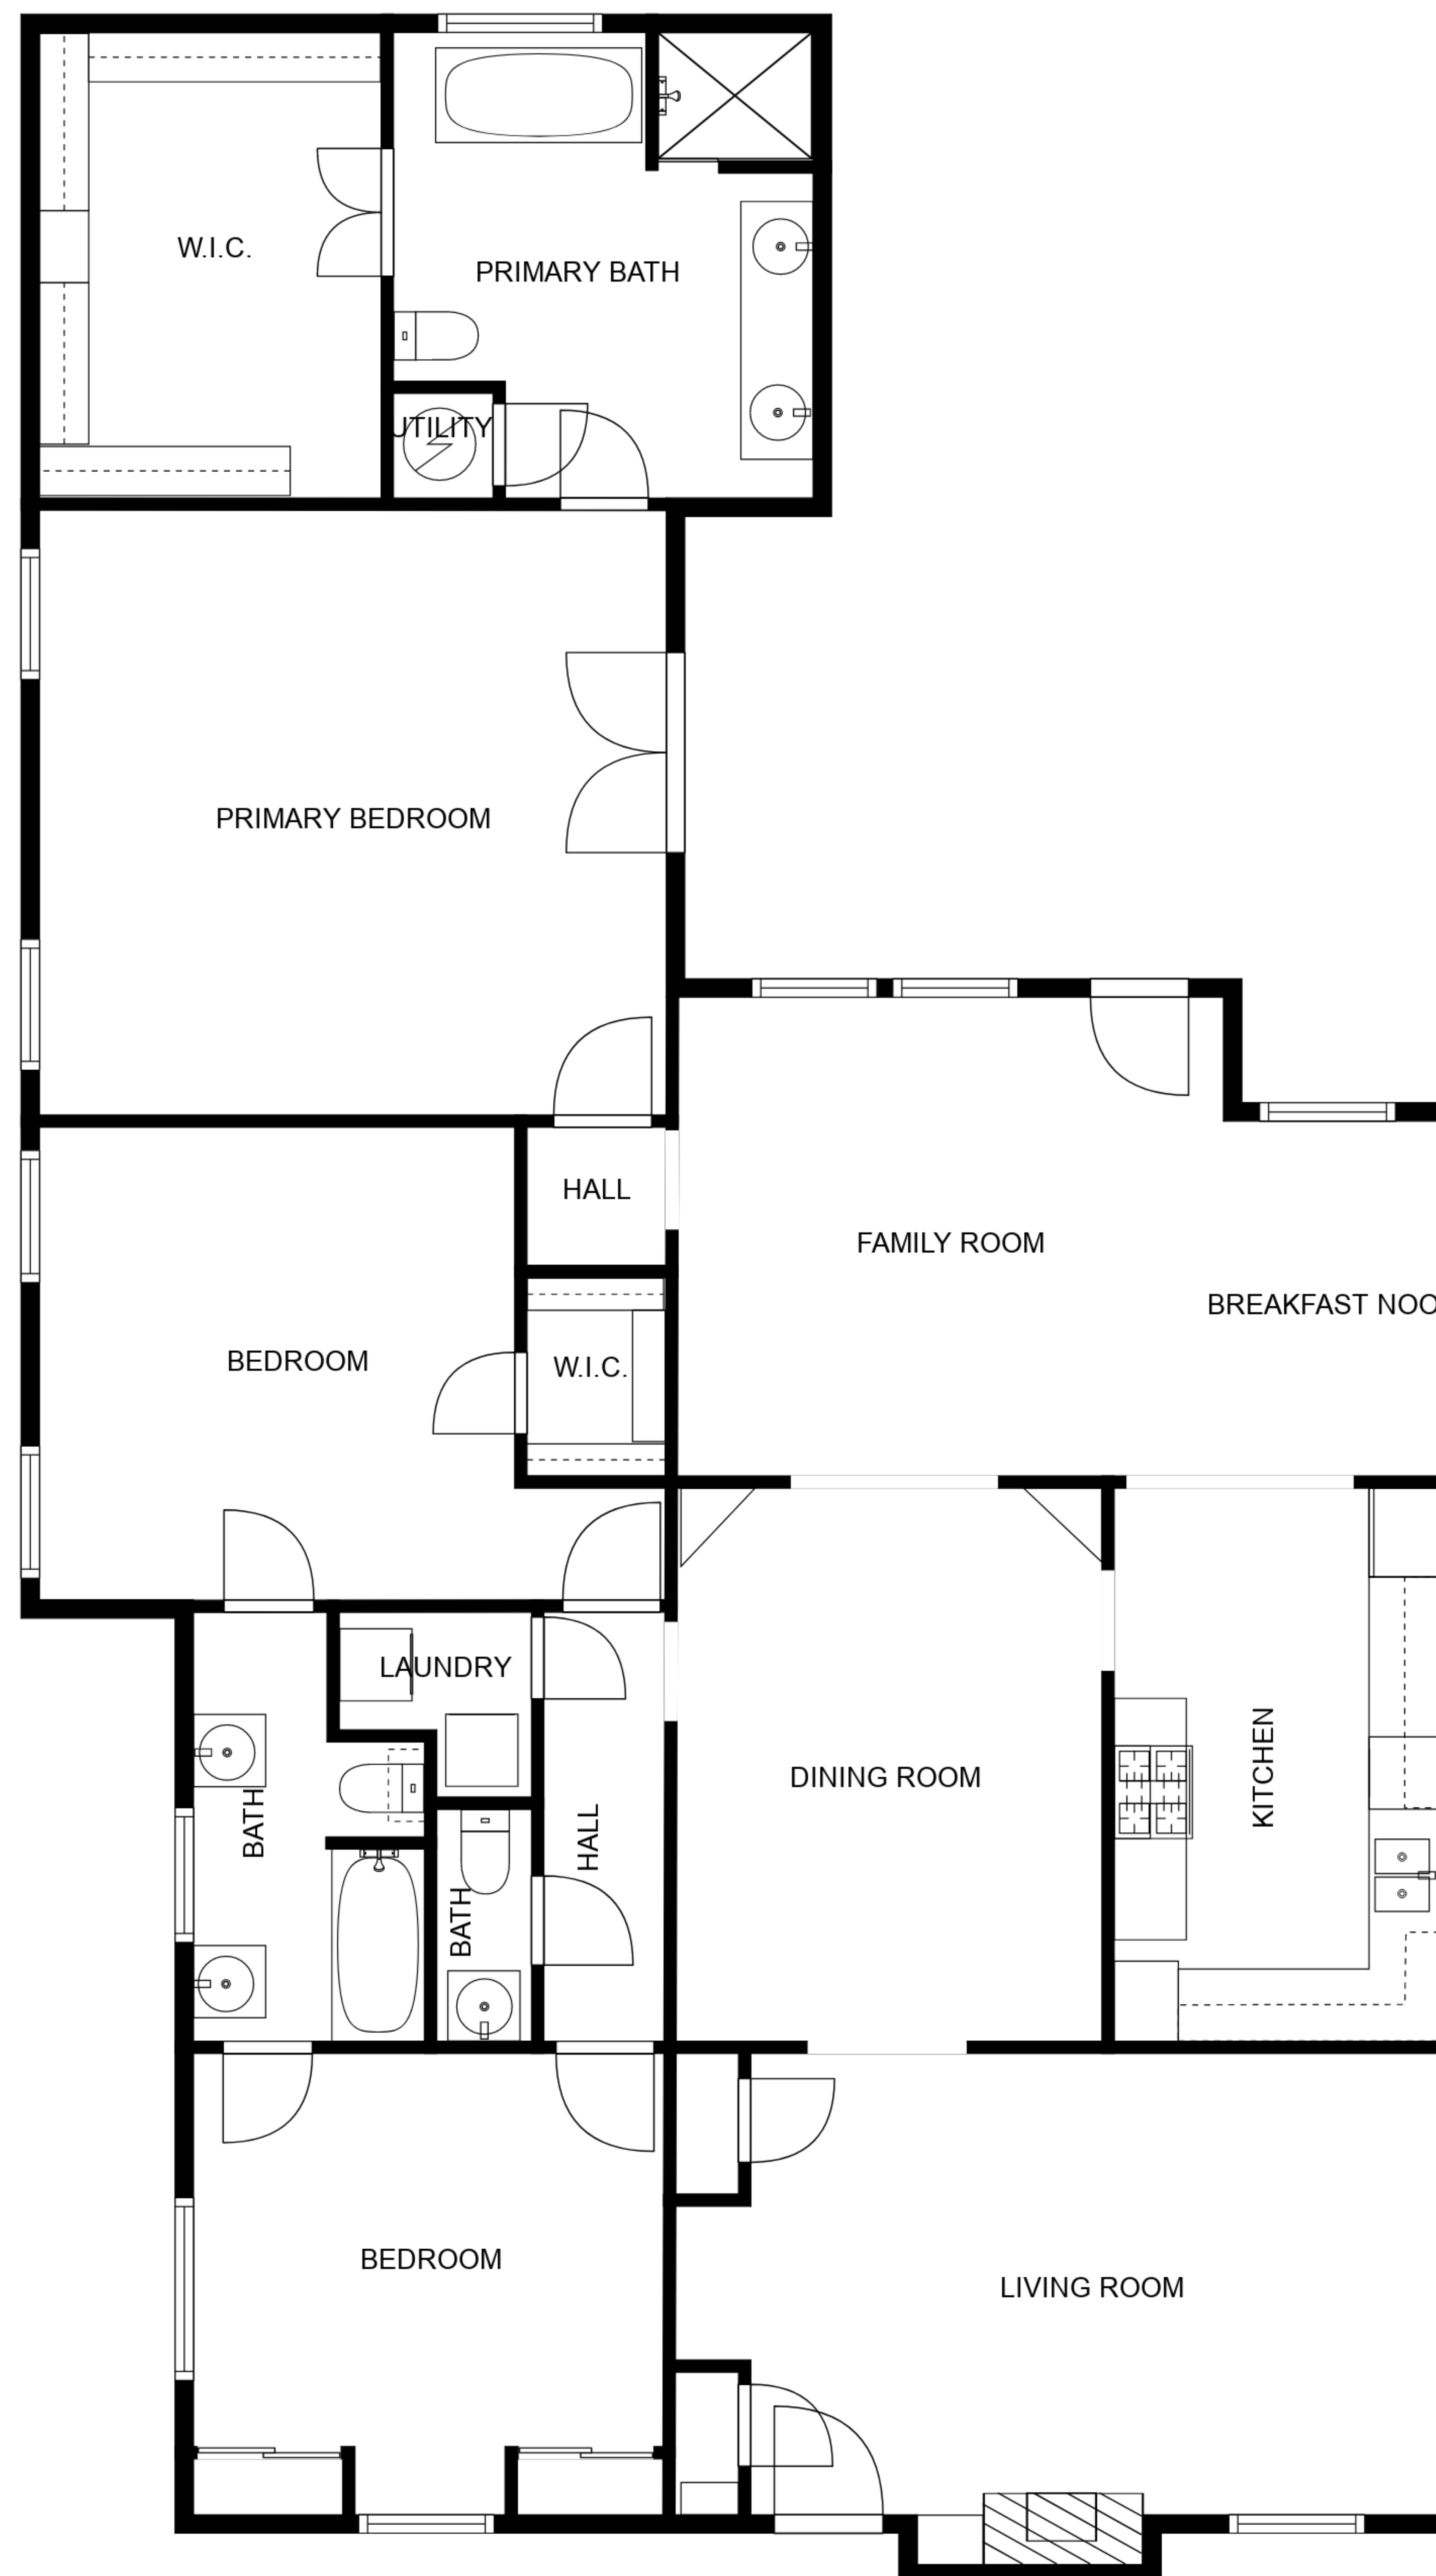 W.I.C.
PRIMARY BATH
UTILITY
PRIMARY BEDROOM
HALL
FAMILY ROOM
BREAKFAST NOO
BEDROOM
W.I.C.
LAUNDRY
DINING ROOM
KITCHEN
BATH
HALL
BATH
BEDROOM
LIVING ROOM